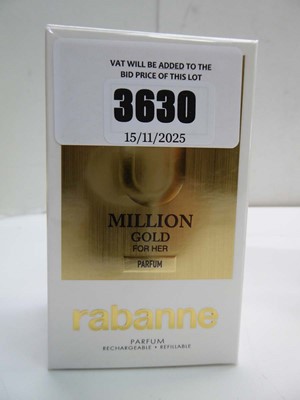 VAT WILL BE ADDED TO THE
BID PRICE OF THIS LOT
3630
15/11/2025
MILLION
GOLD
FOR HER
PARFUM
rabanne
PARFUM
RECHARGEABLE • REFILLABLE